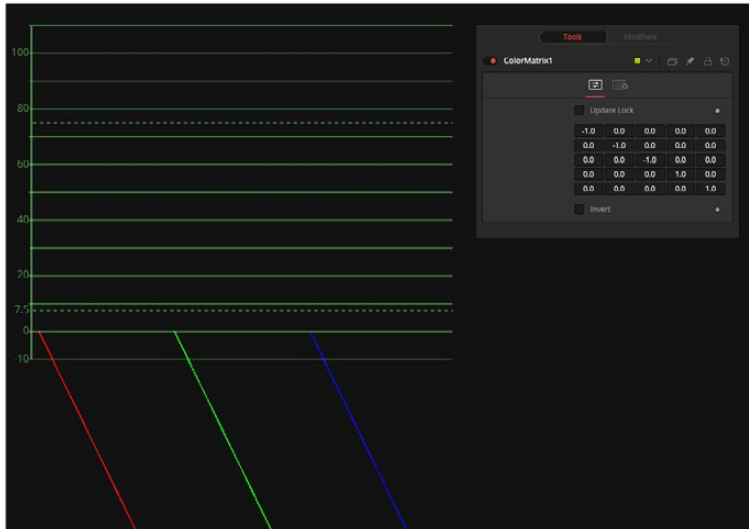 100
80
60
40
20
7.5
0
-10
Tools Modifiers
ColorMatrix1
Update Lock
-1.0 0.0 0.0 0.0 0.0
0.0 -1.0 0.0 0.0 0.0
0.0 0.0 -1.0 0.0 0.0
0.0 0.0 0.0 1.0 0.0
0.0 0.0 0.0 0.0 1.0
Invert